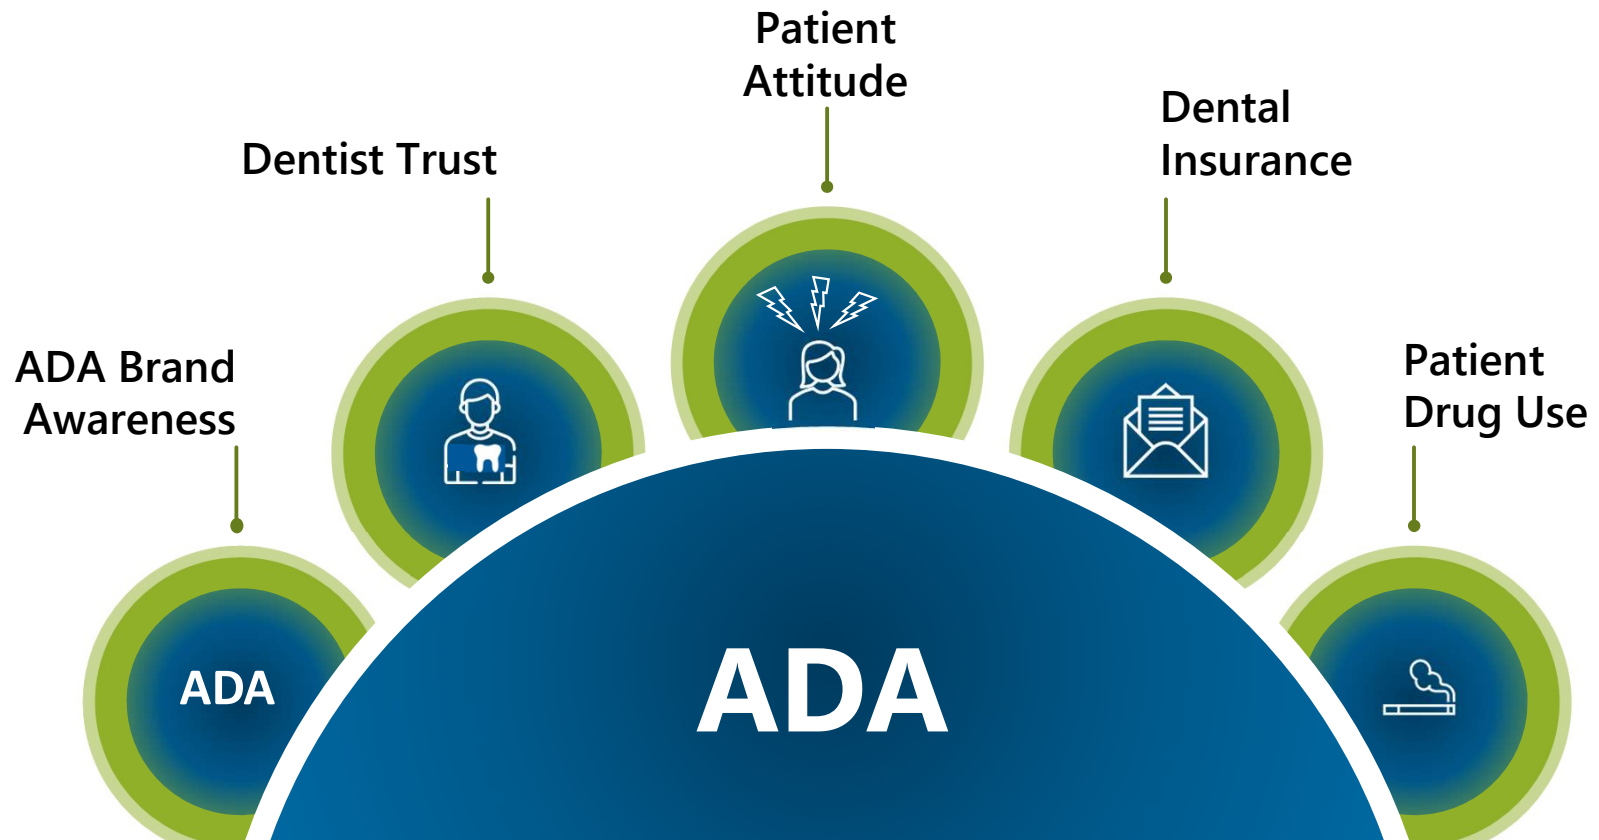 Patient
Attitude
Dental
Insurance
Dentist Trust
ADA Brand
Awareness
Patient
Drug Use
ADA
ADA